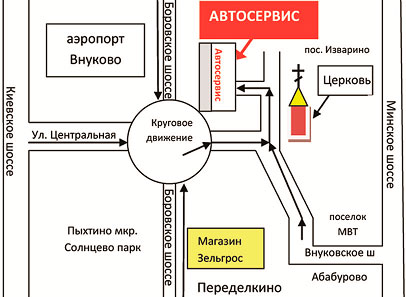 АВТОСЕРВИС
аэропорт
Внуково
Боровское шоссе
Автосервис
пос. Изварино
Церковь
Киевское шоссе
Минское шоссе
Ул. Центральная
Круговое
движение
Боровское шоссе
Пыхтино мкр.
Солнцево парк
Магазин
Зельгрос
поселок
МВТ
Внуковское ш
Абабурово
Переделкино